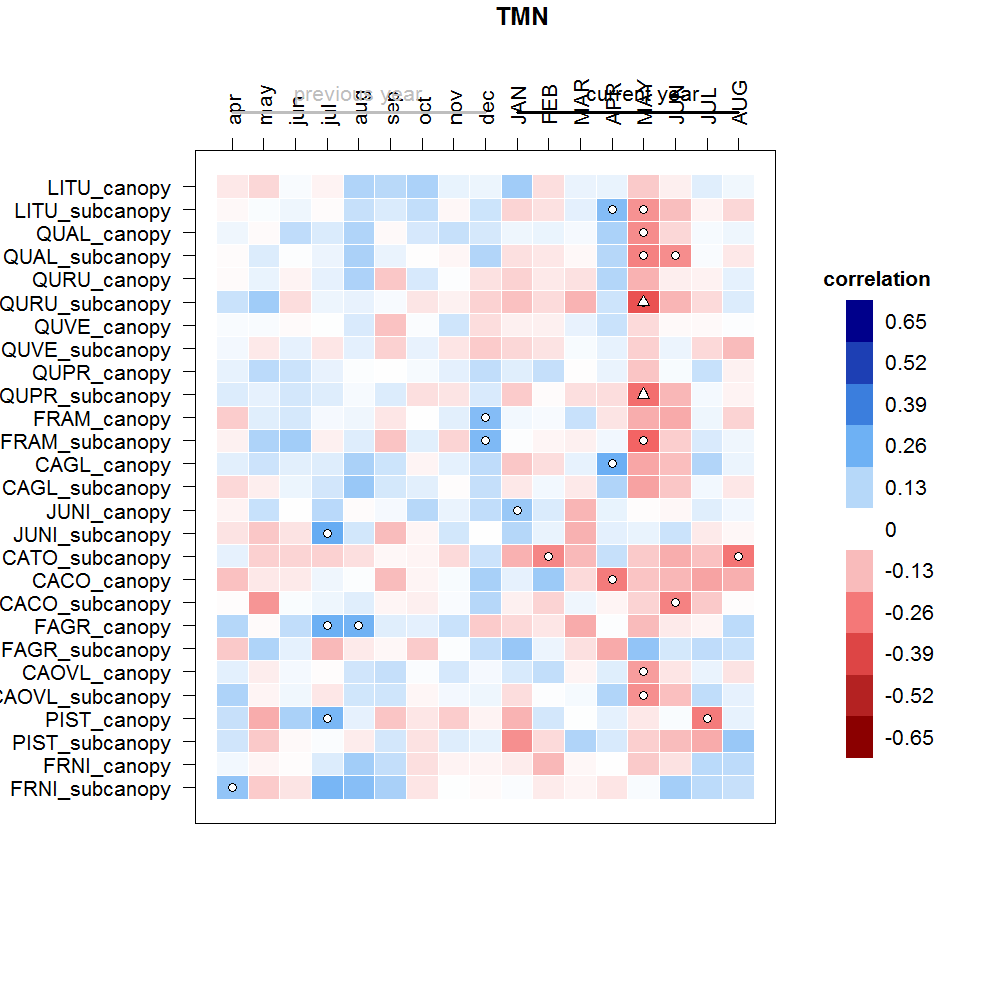 TMN
previous year
current year
apr
may
jun
jul
aug
sep
oct
nov
dec
JAN
FEB
MAR
APR
MAY
JUN
JUL
AUG
LITU_canopy
LITU_subcanopy
QUAL_canopy
QUAL_subcanopy
QURU_canopy
QURU_subcanopy
QUVE_canopy
QUVE_subcanopy
QUPR_canopy
QUPR_subcanopy
FRAM_canopy
FRAM_subcanopy
CAGL_canopy
CAGL_subcanopy
JUNI_canopy
JUNI_subcanopy
CATO_subcanopy
CACO_canopy
CACO_subcanopy
FAGR_canopy
FAGR_subcanopy
CAOVL_canopy
CAOVL_subcanopy
PIST_canopy
PIST_subcanopy
FRNI_canopy
FRNI_subcanopy
correlation
0.65
0.52
0.39
0.26
0.13
0
-0.13
-0.26
-0.39
-0.52
-0.65